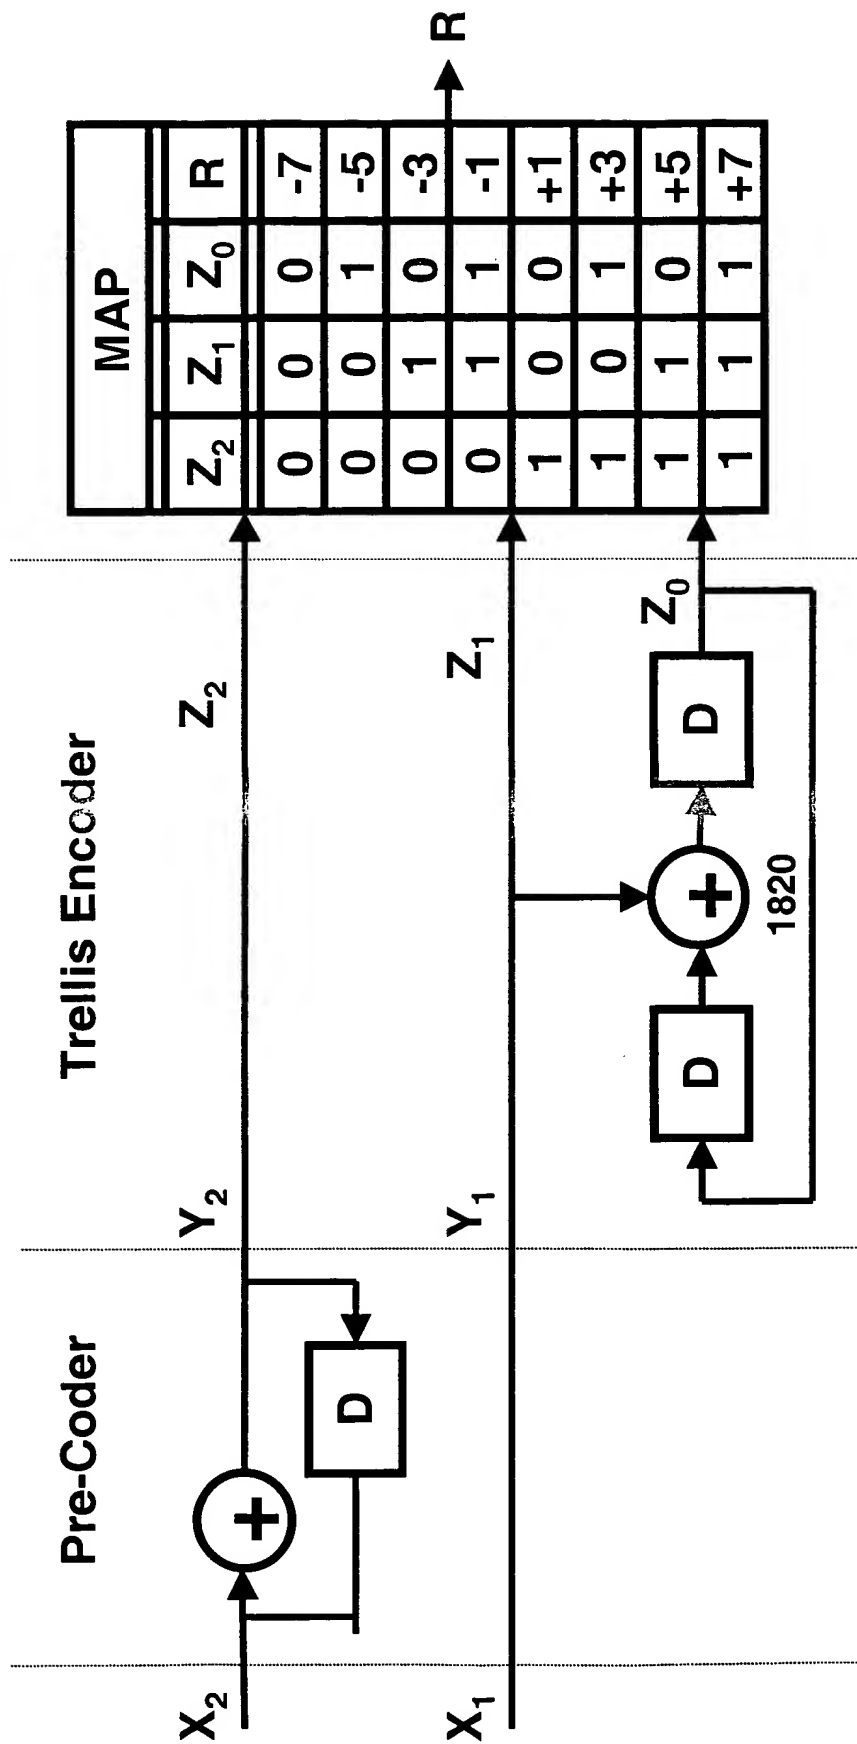 Pre-Coder
Trellis Encoder
MAP
X2
Y2
Z2
Z2 Z1 Z0 R
0 0 0 -7
0 0 1 -5
0 1 0 -3
0 1 1 -1
1 0 0 +1
1 0 1 +3
1 1 0 +5
1 1 1 +7
R
+
D
X1
Y1
Z1
D
+
D
Z0
1820